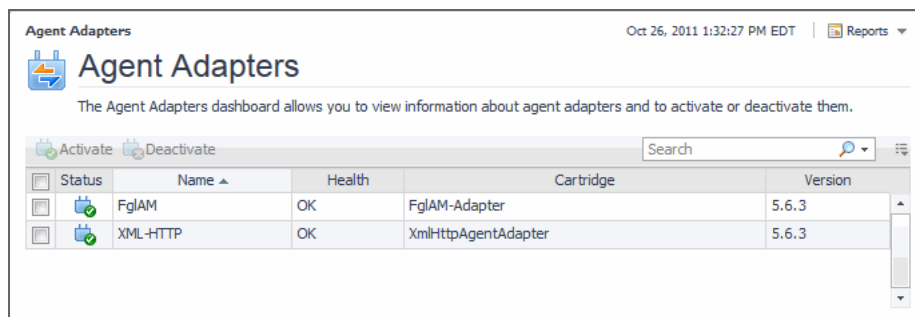 Agent Adapters Oct 26, 2011 1:32:27 PM EDT Reports
Agent Adapters
The Agent Adapters dashboard allows you to view information about agent adapters and to activate or deactivate them.
Activate Deactivate Search
Status Name Health Cartridge Version
FglAM OK FglAM-Adapter 5.6.3
XML-HTTP OK XmlHttpAgentAdapter 5.6.3